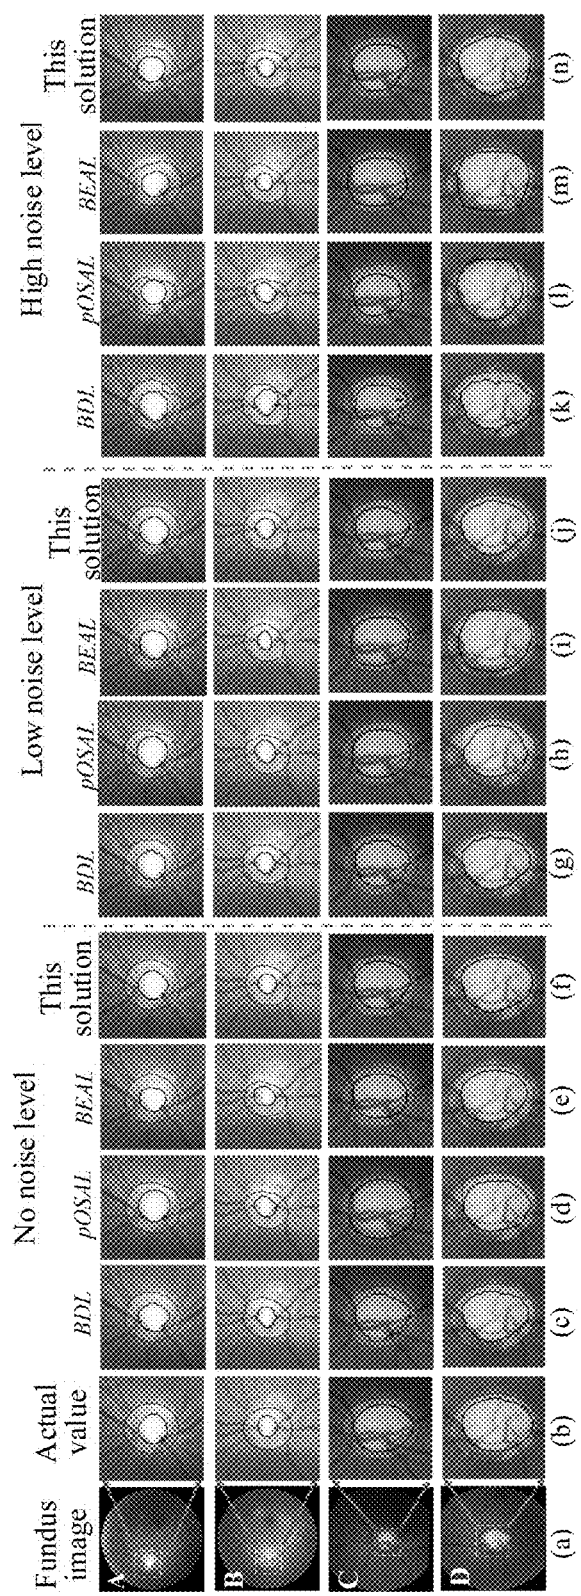 No noise level
Low noise level
High noise level
Fundus image
Actual value
BDL
pOSAL
BEAL
This solution
BDL
pOSAL
BEAL
This solution
BDL
pOSAL
BEAL
This solution
A
B
C
D
(a)
(b)
(c)
(d)
(e)
(f)
(g)
(h)
(i)
(j)
(k)
(l)
(m)
(n)